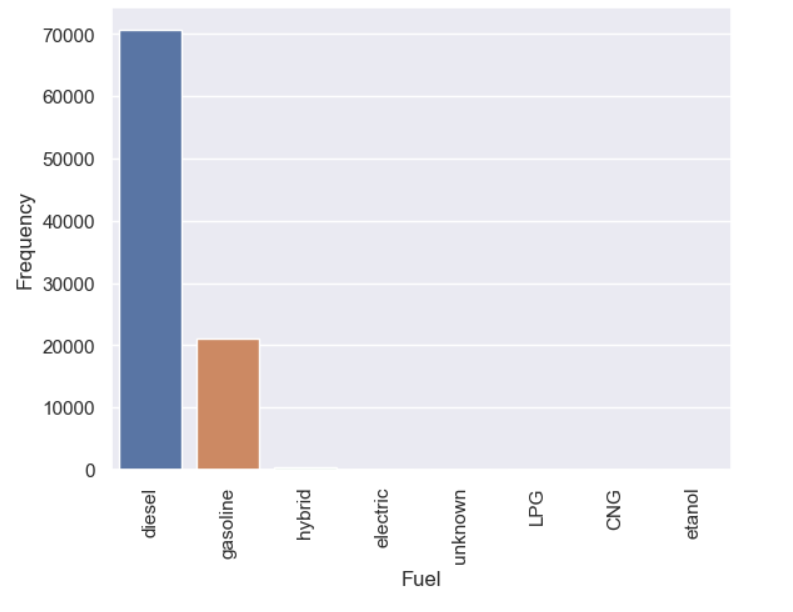 70000
60000
50000
40000
30000
20000
10000
0
Frequency
diesel
gasoline
hybrid
electric
unknown
LPG
CNG
etanol
Fuel